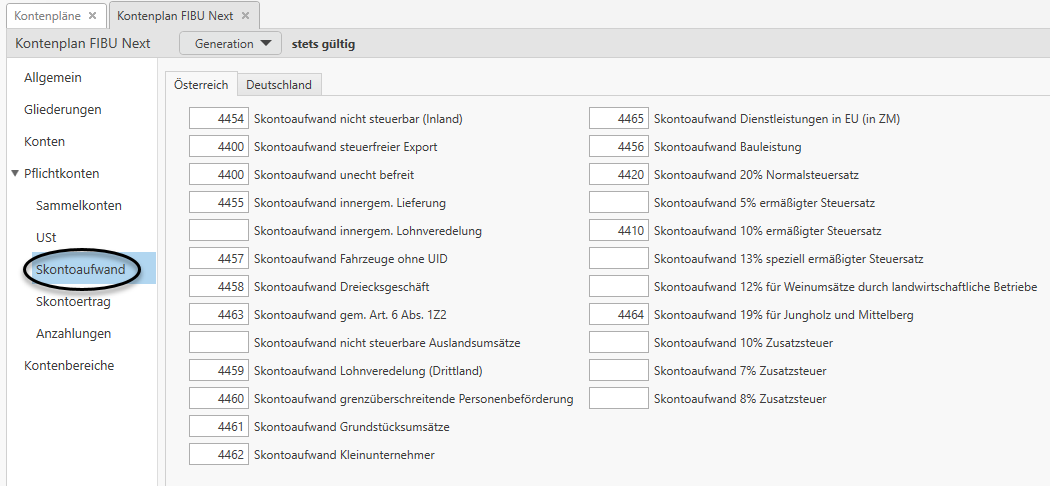 Kontenpläne ×
Kontenplan FIBU Next ×
Kontenplan FIBU Next
Generation
stets gültig
Allgemein
Gliederungen
Konten
Pflichtkonten
Sammelkonten
USt
Skontoaufwand
Skontoertrag
Anzahlungen
Kontenbereiche
Österreich
Deutschland
4454 Skontoaufwand nicht steuerbar (Inland)
4400 Skontoaufwand steuerfreier Export
4400 Skontoaufwand unecht befreit
4455 Skontoaufwand innergem. Lieferung
Skontoaufwand innergem. Lohnveredelung
4457 Skontoaufwand Fahrzeuge ohne UID
4458 Skontoaufwand Dreiecksgeschäft
4463 Skontoaufwand gem. Art. 6 Abs. 1Z2
Skontoaufwand nicht steuerbare Auslandsumsätze
4459 Skontoaufwand Lohnveredelung (Drittland)
4460 Skontoaufwand grenzüberschreitende Personenbeförderung
4461 Skontoaufwand Grundstücksumsätze
4462 Skontoaufwand Kleinunternehmer
4465 Skontoaufwand Dienstleistungen in EU (in ZM)
4456 Skontoaufwand Bauleistung
4420 Skontoaufwand 20% Normalsteuersatz
Skontoaufwand 5% ermäßigter Steuersatz
4410 Skontoaufwand 10% ermäßigter Steuersatz
Skontoaufwand 13% speziell ermäßigter Steuersatz
Skontoaufwand 12% für Weinumsätze durch landwirtschaftliche Betriebe
4464 Skontoaufwand 19% für Jungholz und Mittelberg
Skontoaufwand 10% Zusatzsteuer
Skontoaufwand 7% Zusatzsteuer
Skontoaufwand 8% Zusatzsteuer